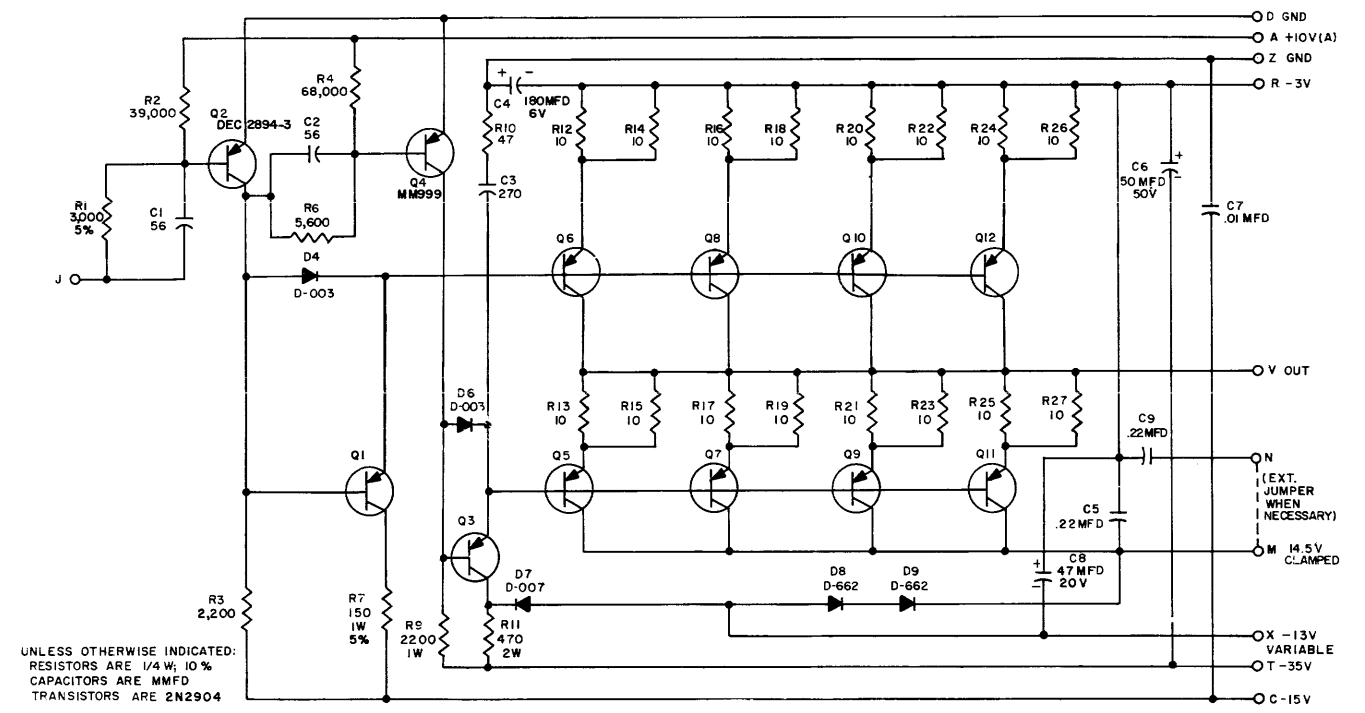 D GND
A +10V(A)
Z GND
R -3V
R4
68,000
R2
39,000
Q2
DEC 2894-3
C2
56
C4
180MFD
6V
+
-
R10
47
R12
10
R14
10
R16
10
R18
10
R20
10
R22
10
R24
10
R26
10
Q4
MM999
C3
270
C6
50MFD
50V
+
-
C7
.01MFD
R1
3,000
5%
C1
56
R6
5,600
J
D4
D-003
Q6
Q8
Q10
Q12
V OUT
D6
D-003
R13
10
R15
10
R17
10
R19
10
R21
10
R23
10
R25
10
R27
10
C9
.22MFD
Q1
Q5
Q7
Q9
Q11
N
(EXT.
JUMPER
WHEN
NECESSARY)
C5
.22MFD
Q3
M 14.5V
CLAMPED
D7
D-007
D8
D-662
D9
D-662
C8
47MFD
20V
+
-
R3
2,200
R7
150
1W
5%
R9
2200
1W
R11
470
2W
X -13V
VARIABLE
T -35V
C -15V
UNLESS OTHERWISE INDICATED:
RESISTORS ARE 1/4 W; 10 %
CAPACITORS ARE MMFD
TRANSISTORS ARE 2N2904